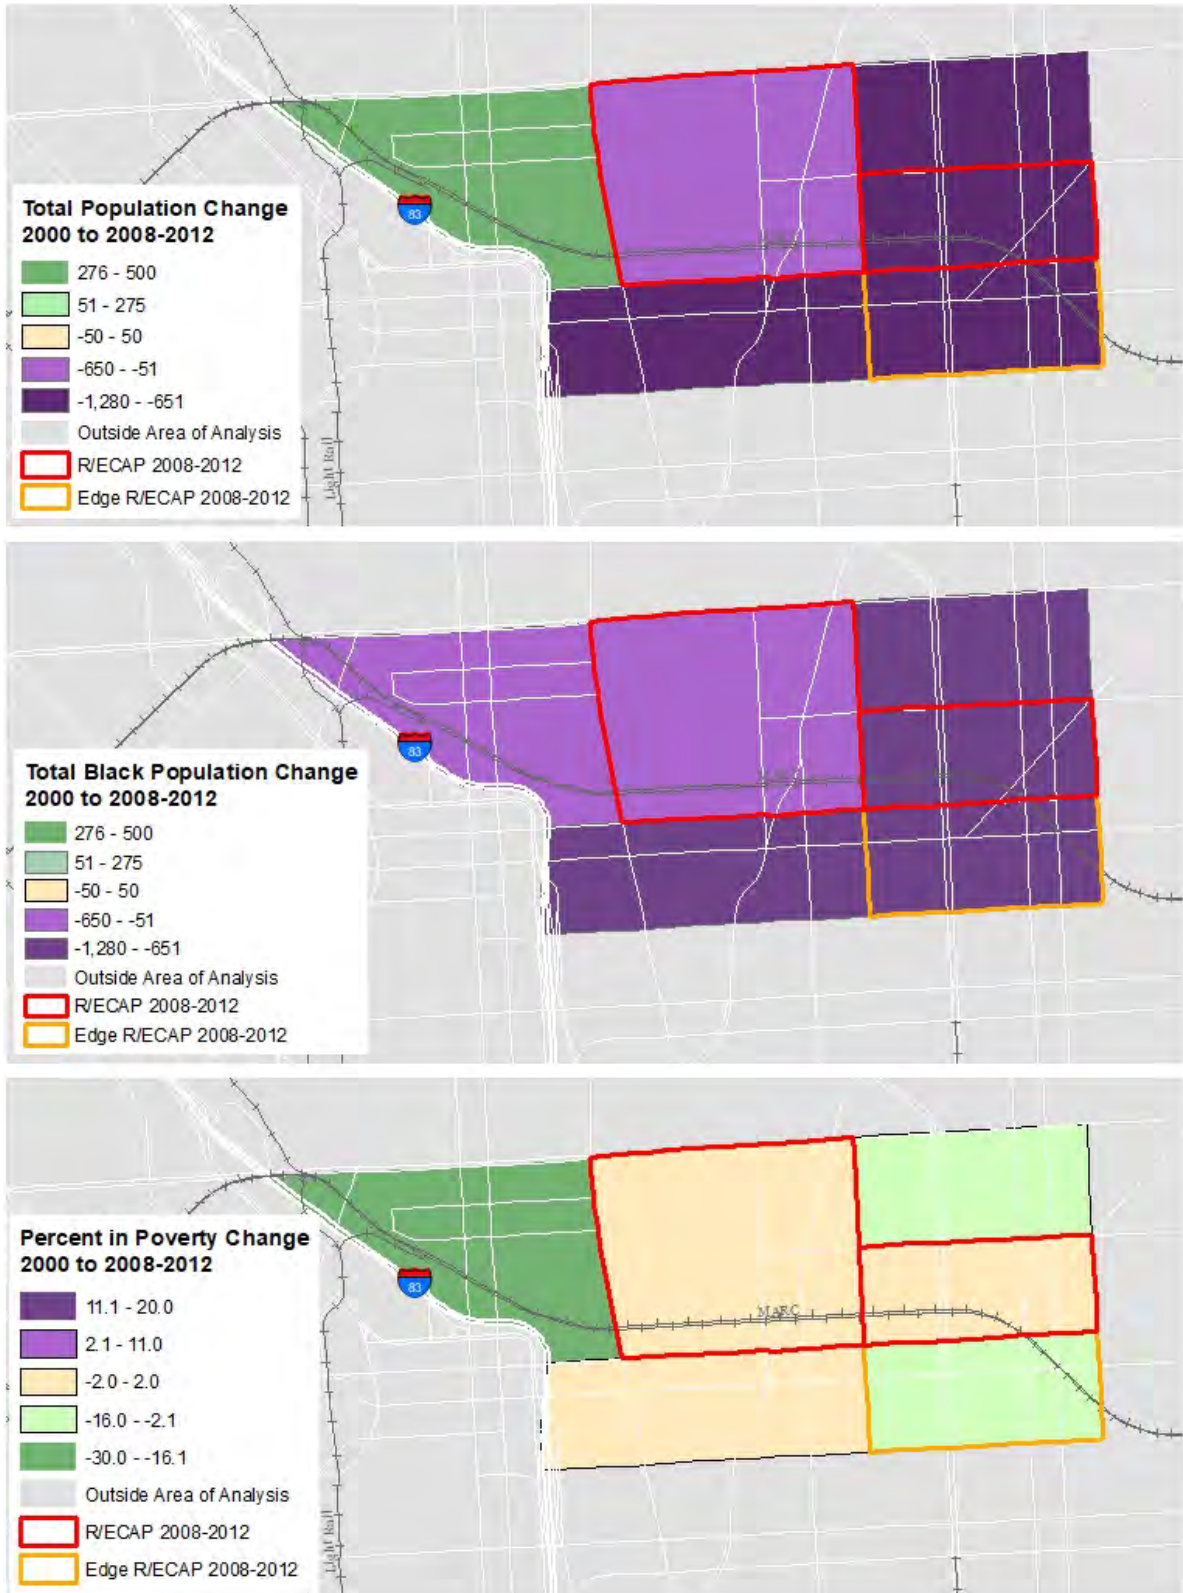 Total Population Change
2000 to 2008-2012
276 - 500
51 - 275
-50 - 50
-650 - -51
-1,280 - -651
Outside Area of Analysis
R/ECAP 2008-2012
Edge R/ECAP 2008-2012
83
Light Rail
Total Black Population Change
2000 to 2008-2012
276 - 500
51 - 275
-50 - 50
-650 - -51
-1,280 - -651
Outside Area of Analysis
R/ECAP 2008-2012
Edge R/ECAP 2008-2012
83
Percent in Poverty Change
2000 to 2008-2012
11.1 - 20.0
2.1 - 11.0
-2.0 - 2.0
-16.0 - -2.1
-30.0 - -16.1
Outside Area of Analysis
R/ECAP 2008-2012
Edge R/ECAP 2008-2012
83
MARC
Light Rail